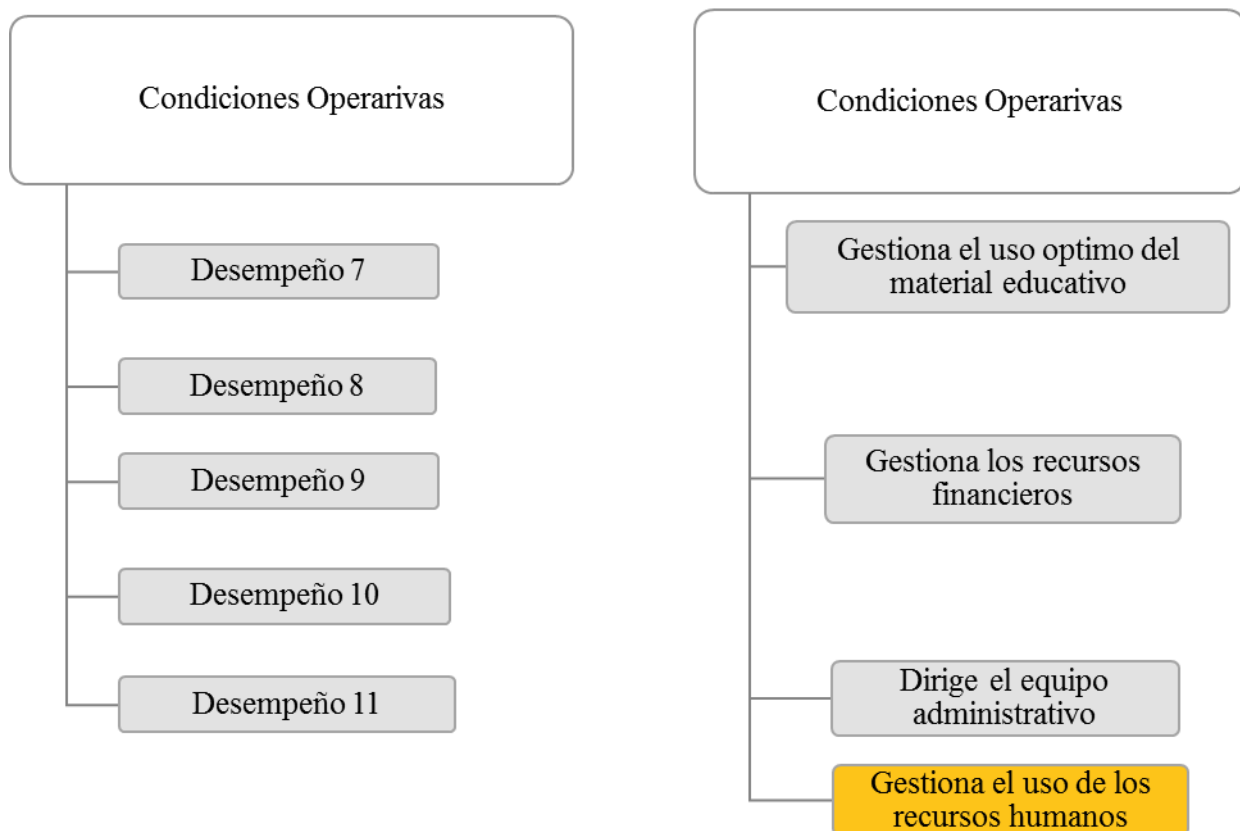 Condiciones Operarivas
Desempeño 7
Desempeño 8
Desempeño 9
Desempeño 10
Desempeño 11
Condiciones Operarivas
Gestiona el uso optimo del
material educativo
Gestiona los recursos
financieros
Dirige el equipo
administrativo
Gestiona el uso de los
recursos humanos